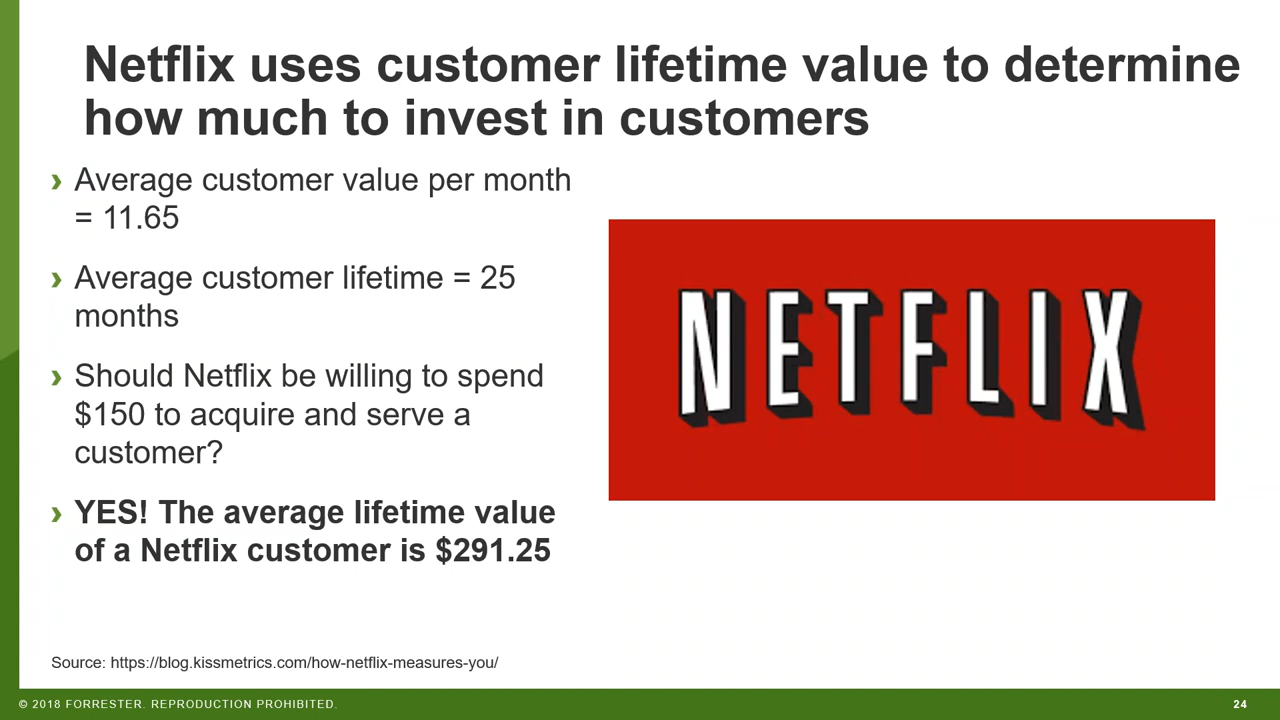 Netflix uses customer lifetime value to determine
how much to invest in customers
› Average customer value per month
= 11.65
› Average customer lifetime = 25
months
› Should Netflix be willing to spend
$150 to acquire and serve a
customer?
› YES! The average lifetime value
of a Netflix customer is $291.25
NETFLIX
Source: https://blog.kissmetrics.com/how-netflix-measures-you/
© 2018 FORRESTER. REPRODUCTION PROHIBITED.
24